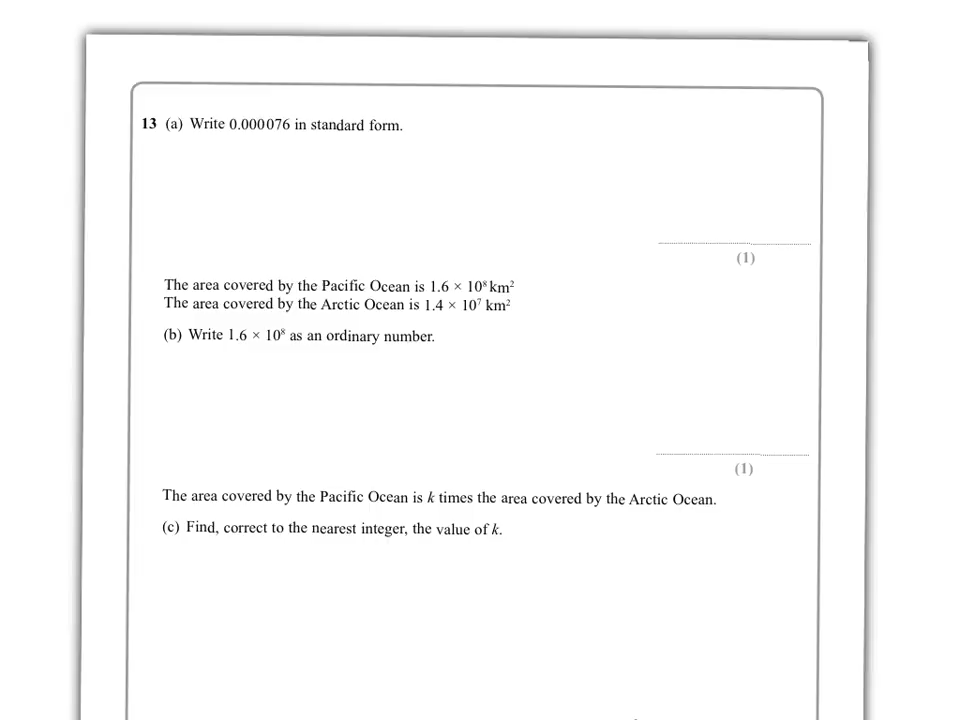 13 (a) Write 0.000076 in standard form.
(1)
The area covered by the Pacific Ocean is 1.6 × 10⁸ km²
The area covered by the Arctic Ocean is 1.4 × 10⁷ km²
(b) Write 1.6 × 10⁸ as an ordinary number.
(1)
The area covered by the Pacific Ocean is k times the area covered by the Arctic Ocean.
(c) Find, correct to the nearest integer, the value of k.